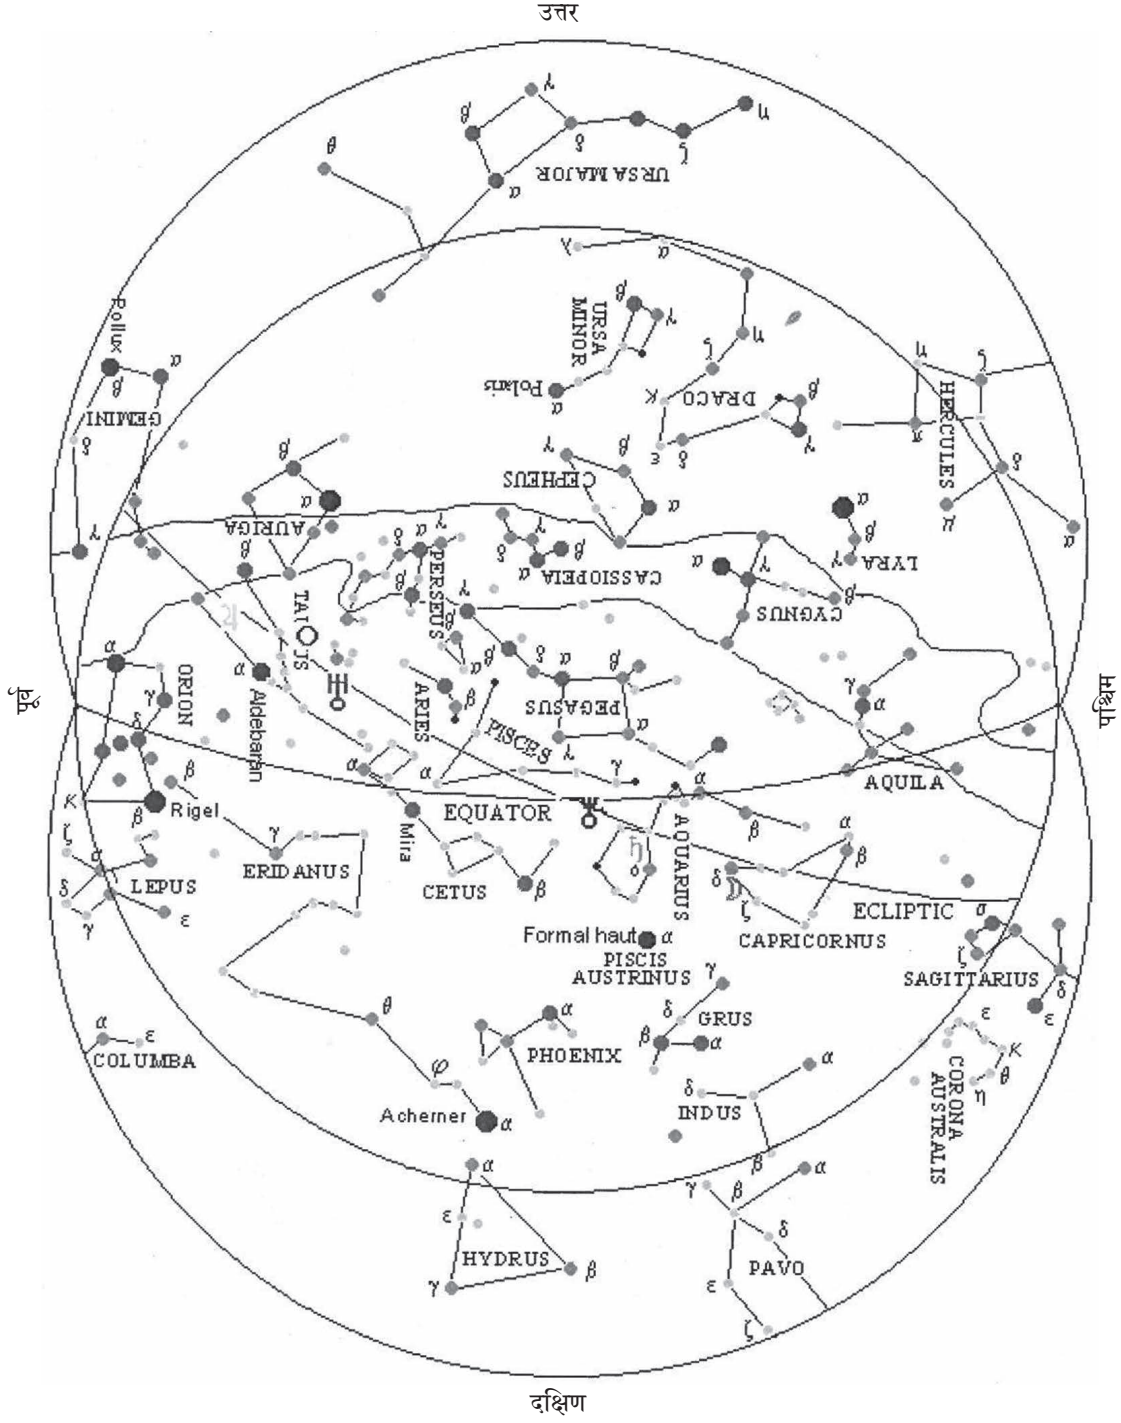 उत्तर
γ
β
η
δ
ζ
θ
URSA MAJOR
α
λ
α
β
URSA MINOR
γ
η
ζ
Pollux
α
β
Polaris
α
κ
DRACO
β
η
ζ
HERCULES
GEMINI
γ
π
δ
ε
δ
γ
β
δ
β
CEPHEUS
α
α
α
μ
α
AURIGA
β
γ
δ
α
γ
PERSEUS
γ
δ
β
α
CASSIOPEIA
β
γ
LYRA
α
γ
β
β
CYGNUS
TAURUS
γ
β
α
α
ORION
α
β
δ
α
γ
पूर्व
γ
δ
Aldebaran
ARIES
β
PEGASUS
α
γ
α
पश्चिम
PISCES
γ
β
α
α
γ
α
AQUILA
κ
β
Rigel
EQUATOR
β
ζ
α
γ
Mira
AQUARIUS
α
β
LEPUS
ERIDANUS
CETUS
β
δ
δ
δ
γ
ε
ζ
ECLIPTIC
σ
Formal haut
α
CAPRICORNUS
PISCIS
AUSTRINUS
ζ
SAGITTARIUS
δ
γ
ε
θ
δ
GRUS
α
ε
α
ε
COLUMBA
PHOENIX
β
α
κ
θ
η
CORONA AUSTRALIS
φ
α
δ
INDUS
Acherner
α
β
α
γ
β
α
ε
δ
HYDRUS
β
PAVO
γ
ε
ζ
दक्षिण